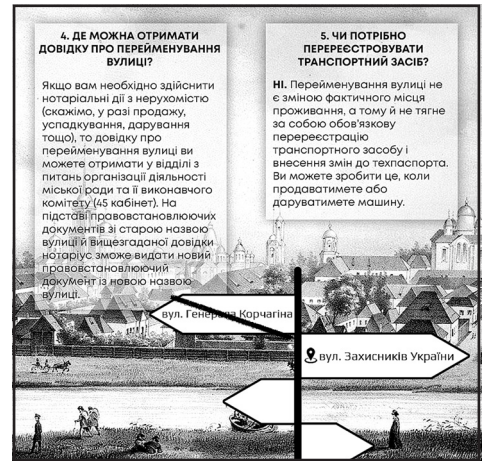 4. ДЕ МОЖНА ОТРИМАТИ
ДОВІДКУ ПРО ПЕРЕЙМЕНУВАННЯ
ВУЛИЦІ?
Якщо вам необхідно здійснити
нотаріальні дії з нерухомістю
(скажімо, у разі продажу,
успадкування, дарування
тощо), то довідку про
перейменування вулиці ви
можете отримати у відділі з
питань організації діяльності
міської ради та її виконавчого
комітету (45 кабінет). На
підставі правовстановлюючих
документів зі старою назвою
вулиці й вищезгаданої довідки
нотаріус зможе видати новий
правовстановлюючий
документ із новою назвою
вулиці.
5. ЧИ ПОТРІБНО
ПЕРЕРЕЄСТРОВУВАТИ
ТРАНСПОРТНИЙ ЗАСІБ?
НІ. Перейменування вулиці не
є зміною фактичного місця
проживання, а тому й не тягне
за собою обов'язкову
перереєстрацію
транспортного засобу і
внесення змін до техпаспорта.
Ви можете зробити це, коли
продаватимете або
даруватимете машину.
вул. Генерала Корчагіна
вул. Захисників України